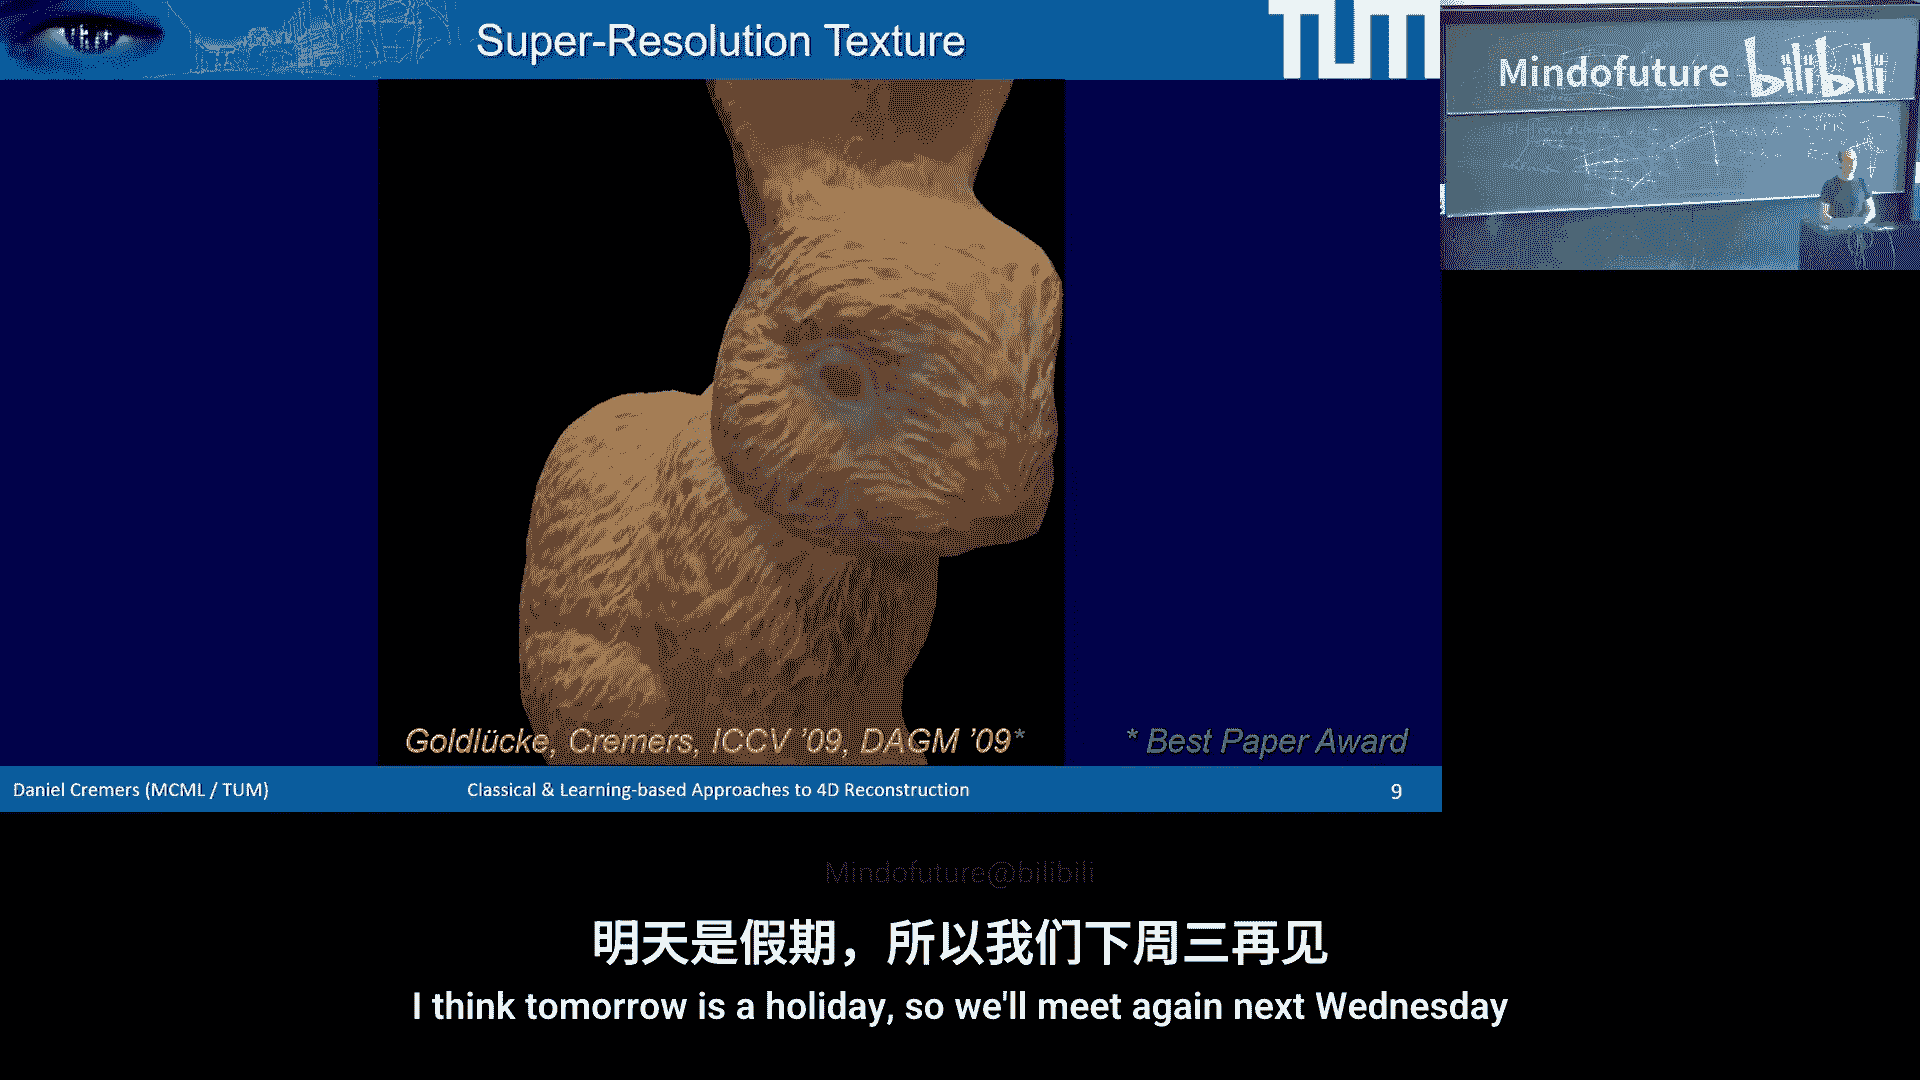 Super-Resolution Texture
TUM
Mindofuture bilibili
Goldlücke, Cremers, ICCV '09, DAGM '09*
* Best Paper Award
Daniel Cremers (MCML / TUM)
Classical & Learning-based Approaches to 4D Reconstruction
9
Mindofuture@bilibili
明天是假期，所以我们下周三再见
I think tomorrow is a holiday, so we'll meet again next Wednesday